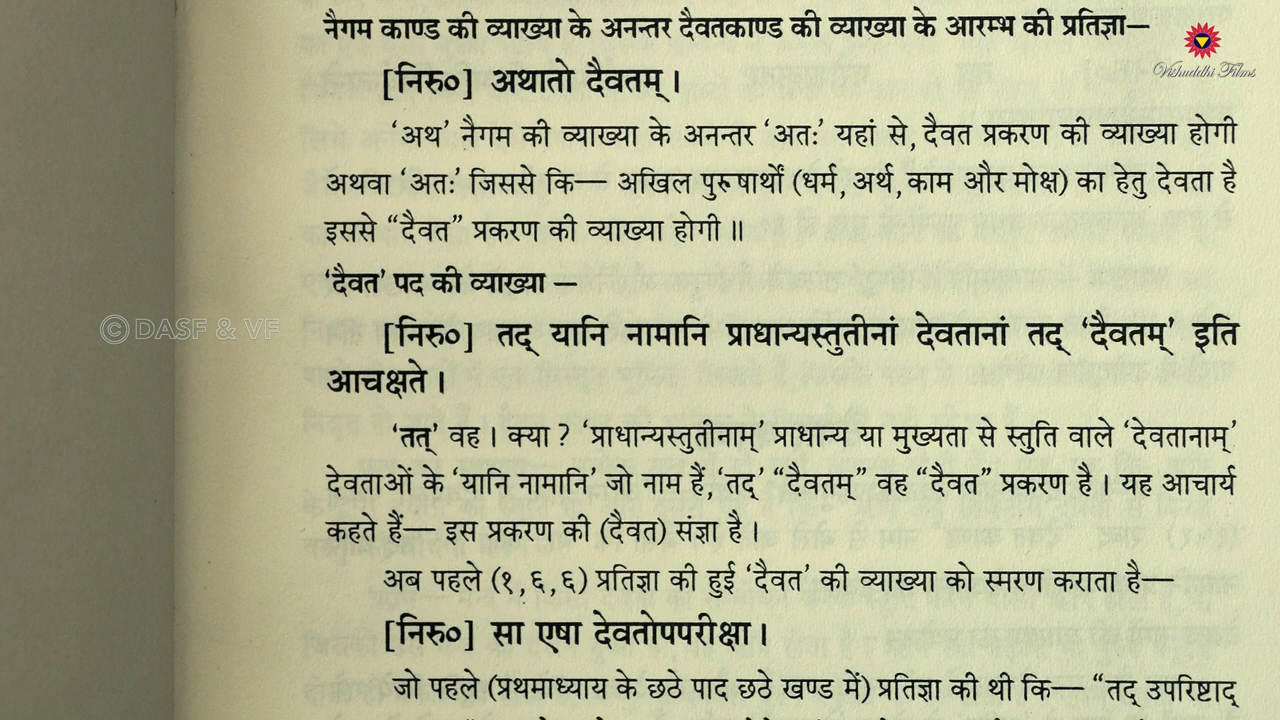 नैगम काण्ड की व्याख्या के अनन्तर दैवतकाण्ड की व्याख्या के आरम्भ की प्रतिज्ञा—
Vishuddhi Films
[निरु०] अथातो दैवतम् ।
‘अथ’ नैगम की व्याख्या के अनन्तर ‘अतः’ यहां से, दैवत प्रकरण की व्याख्या होगी
अथवा ‘अतः’ जिससे कि— अखिल पुरुषार्थों (धर्म, अर्थ, काम और मोक्ष) का हेतु देवता है
इससे “दैवत” प्रकरण की व्याख्या होगी ॥
‘दैवत’ पद की व्याख्या —
© DASF & VF
[निरु०] तद् यानि नामानि प्राधान्यस्तुतीनां देवतानां तद् ‘दैवतम्’ इति
आचक्षते ।
‘तत्’ वह । क्या ? ‘प्राधान्यस्तुतीनाम्’ प्राधान्य या मुख्यता से स्तुति वाले ‘देवतानाम्’
देवताओं के ‘यानि नामानि’ जो नाम हैं, ‘तद्’ “दैवतम्” वह “दैवत” प्रकरण है । यह आचार्य
कहते हैं— इस प्रकरण की (दैवत) संज्ञा है ।
अब पहले (१, ६, ६) प्रतिज्ञा की हुई ‘दैवत’ की व्याख्या को स्मरण कराता है—
[निरु०] सा एषा देवतोपपरीक्षा ।
जो पहले (प्रथमाध्याय के छठे पाद छठे खण्ड में) प्रतिज्ञा की थी कि— “तद् उपरिष्टाद्